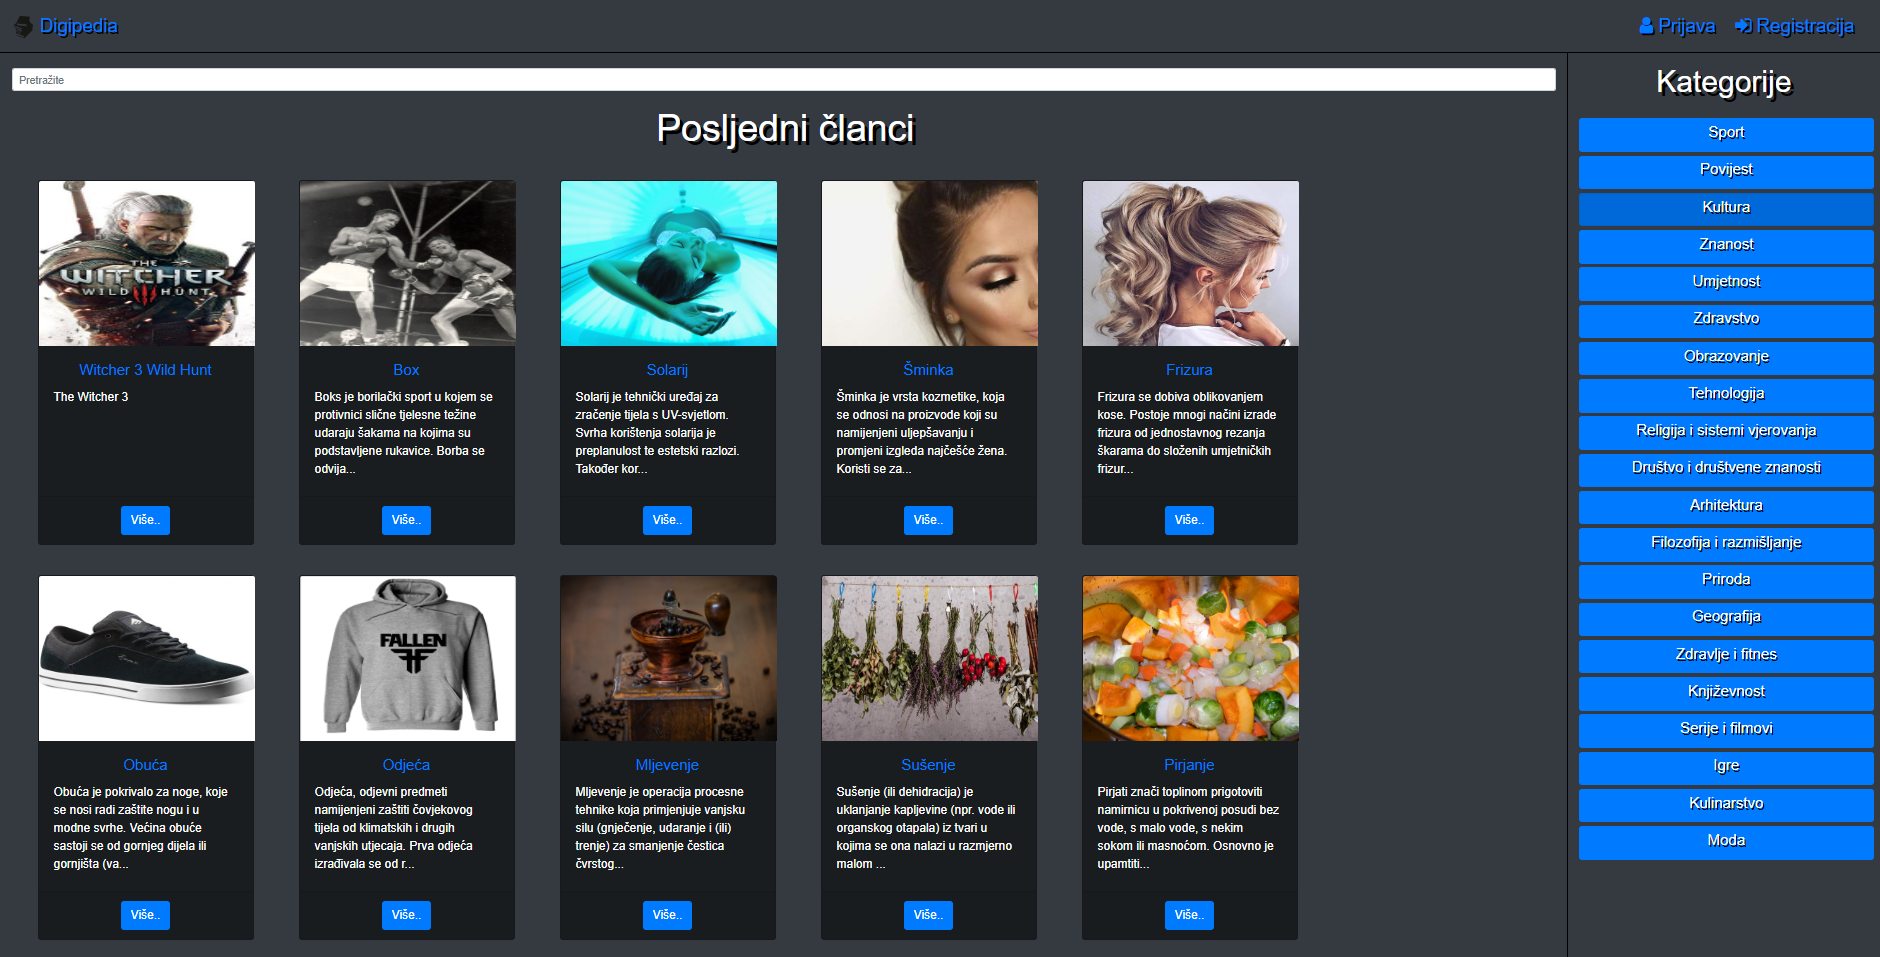 Digipedia
Prijava
Registracija
Pretražite
Posljedni članci
THE
WITCHER
WILD HUNT
Witcher 3 Wild Hunt
The Witcher 3
Više..
Box
Boks je borilački sport u kojem se
protivnici slične tjelesne težine
udaraju šakama na kojima su
podstavljene rukavice. Borba se
odvija...
Više..
Solarij
Solarij je tehnički uređaj za
zračenje tijela s UV-svjetlom.
Svrha korištenja solarija je
preplanulost te estetski razlozi.
Također kor...
Više..
Šminka
Šminka je vrsta kozmetike, koja
se odnosi na proizvode koji su
namijenjeni uljepšavanju i
promjeni izgleda najčešće žena.
Koristi se za...
Više..
Frizura
Frizura se dobiva oblikovanjem
kose. Postoje mnogi načini izrade
frizura od jednostavnog rezanja
škarama do složenih umjetničkih
frizur...
Više..
Obuća
Obuća je pokrivalo za noge, koje
se nosi radi zaštite nogu i u
modne svrhe. Većina obuće
sastoji se od gornjeg dijela ili
gornjišta (va...
Više..
FALLEN
Odjeća
Odjeća, odjevni predmeti
namijenjeni zaštiti čovjekovog
tijela od klimatskih i drugih
vanjskih utjecaja. Prva odjeća
izrađivala se od r...
Više..
Mljevenje
Mljevenje je operacija procesne
tehnike koja primjenjuje vanjsku
silu (gnječenje, udaranje i (ili)
trenje) za smanjenje čestica
čvrstog...
Više..
Sušenje
Sušenje (ili dehidracija) je
uklanjanje kapljevine (npr. vode ili
organskog otapala) iz tvari u
kojima se ona nalazi u razmjerno
malom ...
Više..
Pirjanje
Pirjati znači toplinom prigotoviti
namirnicu u pokrivenoj posudi bez
vode, s malo vode, s nekim
sokom ili masnoćom. Osnovno je
upamtiti...
Više..
Kategorije
Sport
Povijest
Kultura
Znanost
Umjetnost
Zdravstvo
Obrazovanje
Tehnologija
Religija i sistemi vjerovanja
Društvo i društvene znanosti
Arhitektura
Filozofija i razmišljanje
Priroda
Geografija
Zdravlje i fitnes
Književnost
Serije i filmovi
Igre
Kulinarstvo
Moda